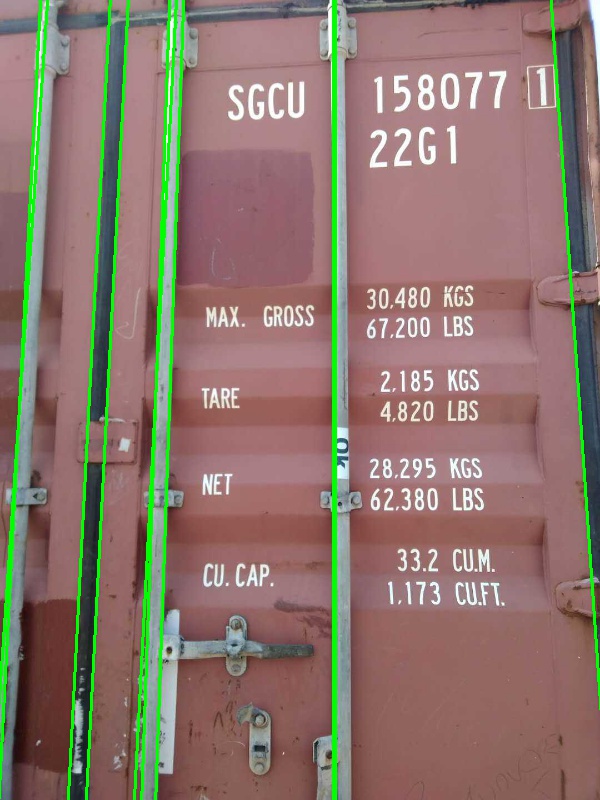 SGCU 158077 1
22G1
MAX. GROSS 30,480 KGS
67,200 LBS
TARE 2,185 KGS
4,820 LBS
OK
NET 28,295 KGS
62,380 LBS
CU. CAP. 33.2 CU.M.
1,173 CU.FT.